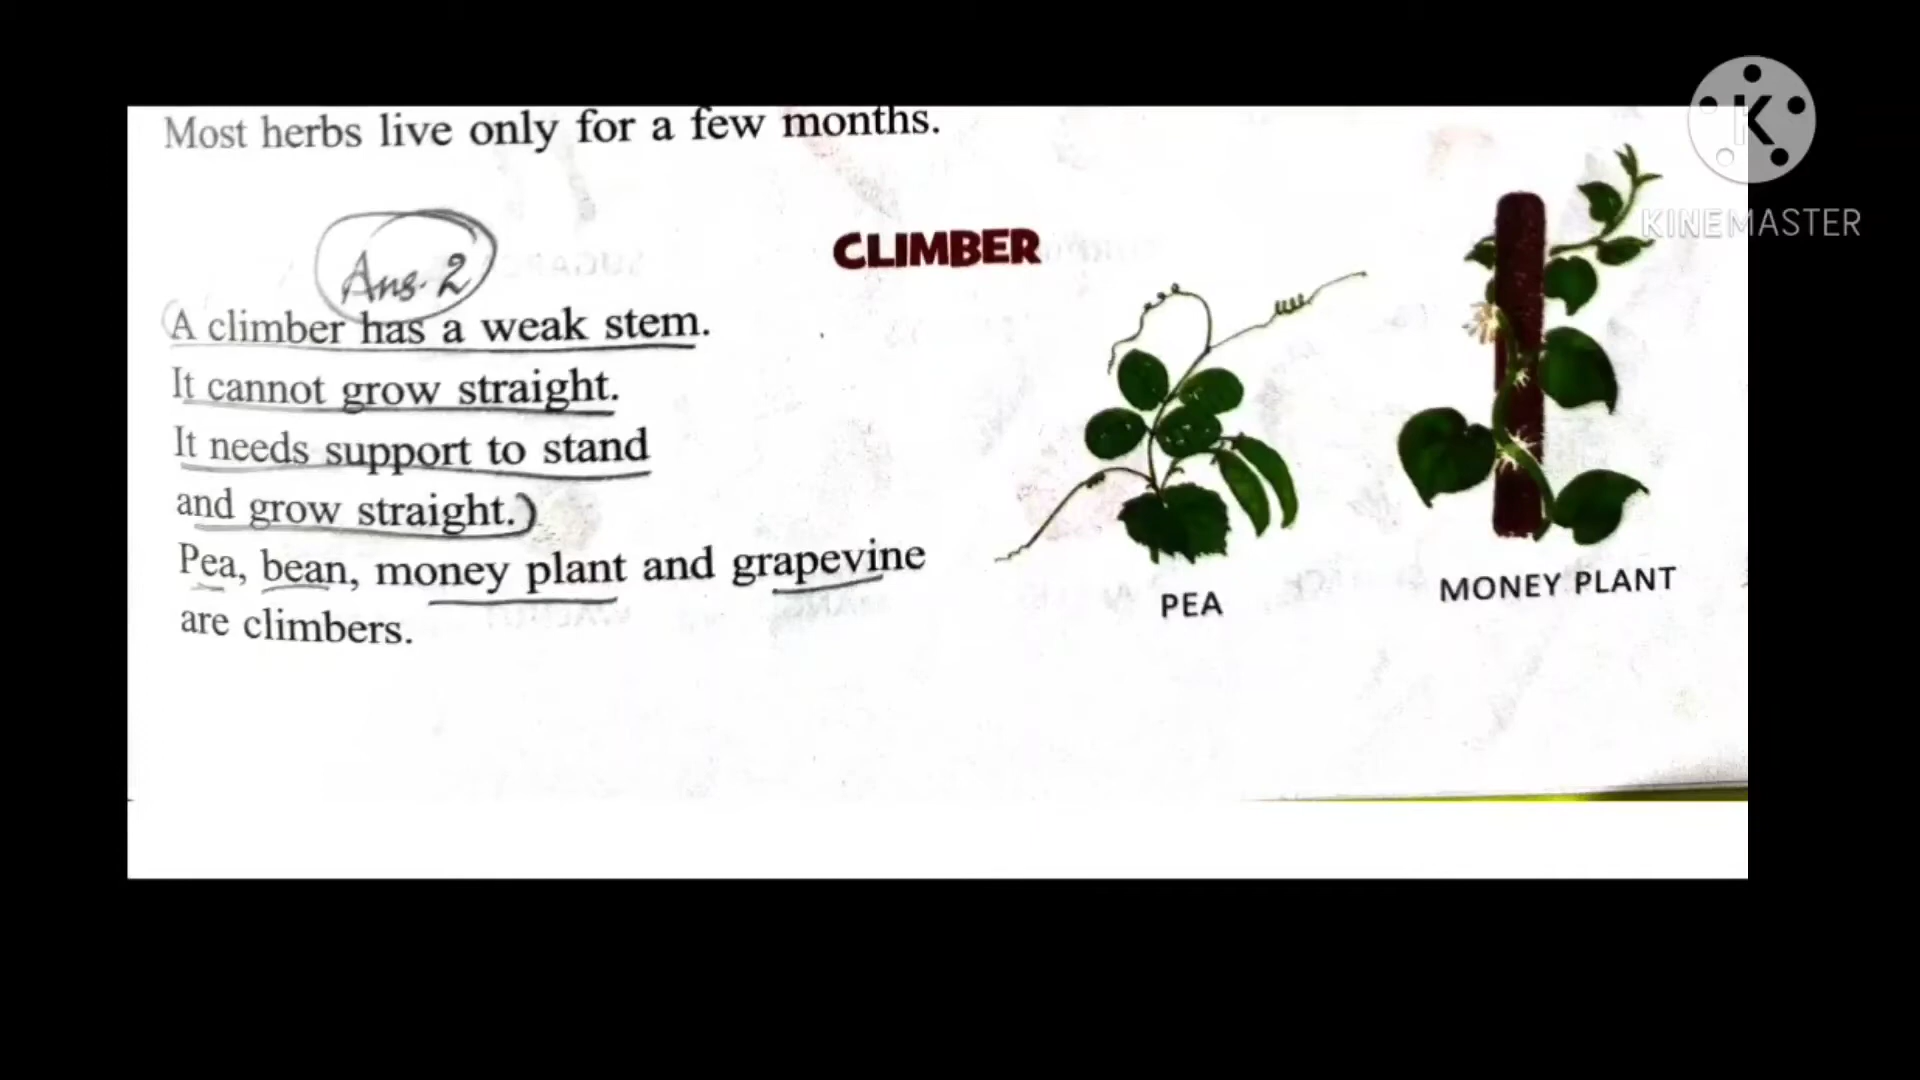 Most herbs live only for a few months.
KINEMASTER
CLIMBER
Ans. 2
A climber has a weak stem.
It cannot grow straight.
It needs support to stand
and grow straight.)
Pea, bean, money plant and grapevine
are climbers.
PEA
MONEY PLANT